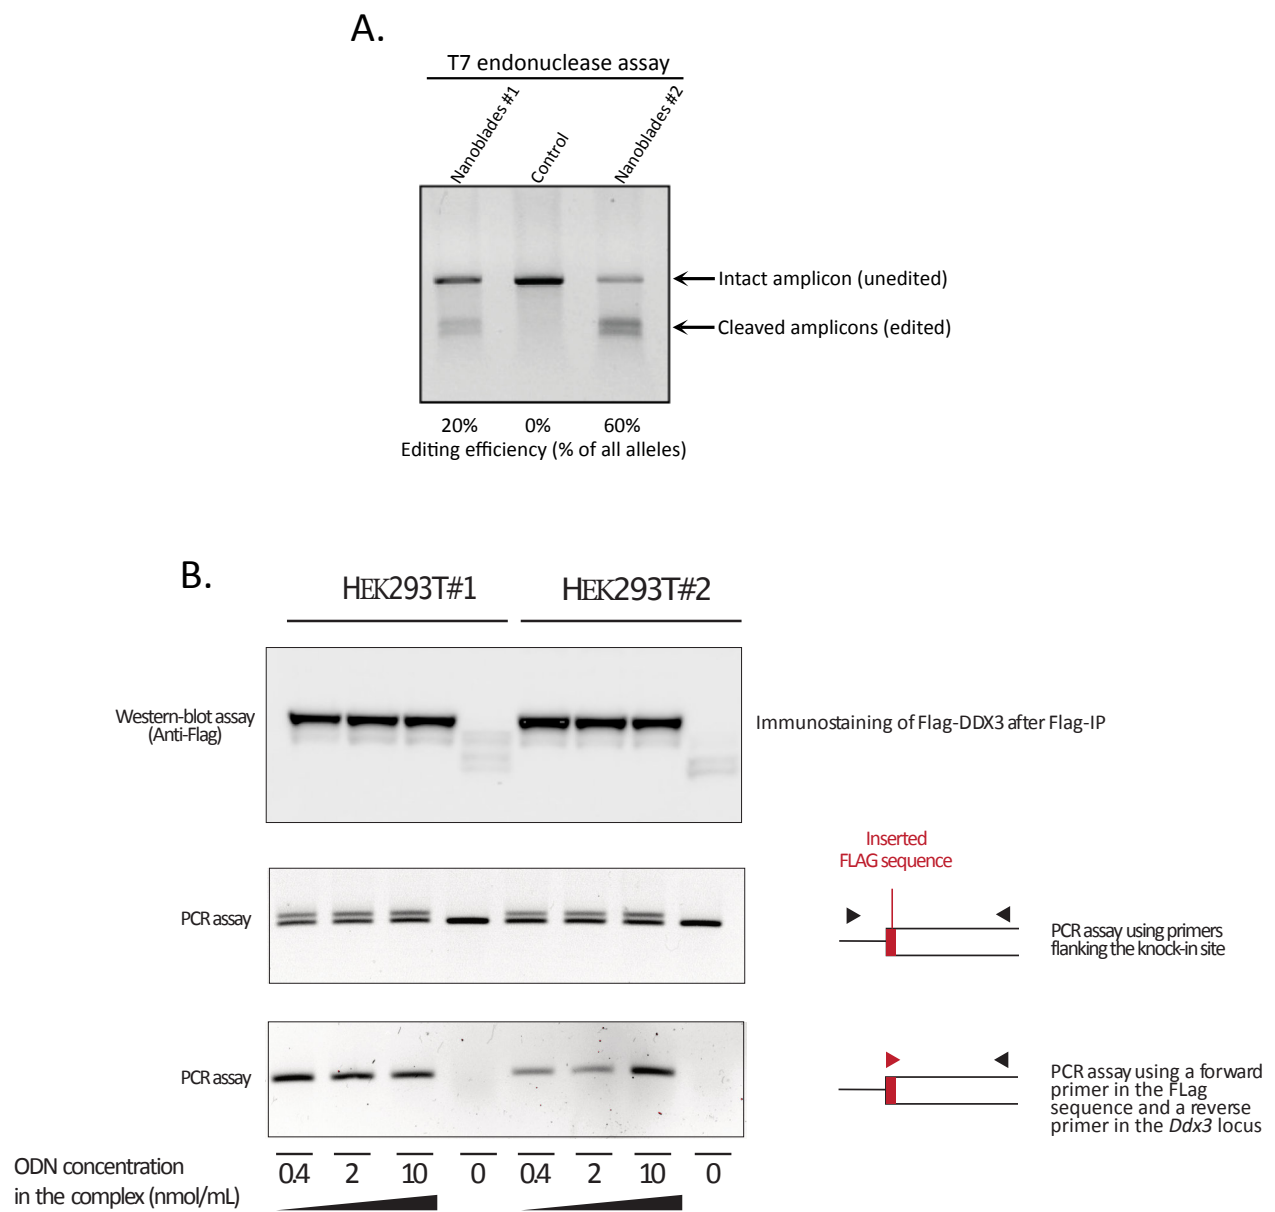 A.
T7 endonuclease assay
Nanoblades #1
Control
Nanoblades #2
Intact amplicon (unedited)
Cleaved amplicons (edited)
20% 0% 60%
Editing efficiency (% of all alleles)
B.
HEK293T#1 HEK293T#2
Western-blot assay
(Anti-Flag)
Immunostaining of Flag-DDX3 after Flag-IP
Inserted
FLAG sequence
PCR assay
PCR assay using primers
flanking the knock-in site
PCR assay
PCR assay using a forward
primer in the FLag
sequence and a reverse
primer in the Ddx3 locus
ODN concentration
in the complex (nmol/mL)
0.4 2 10 0 0.4 2 10 0